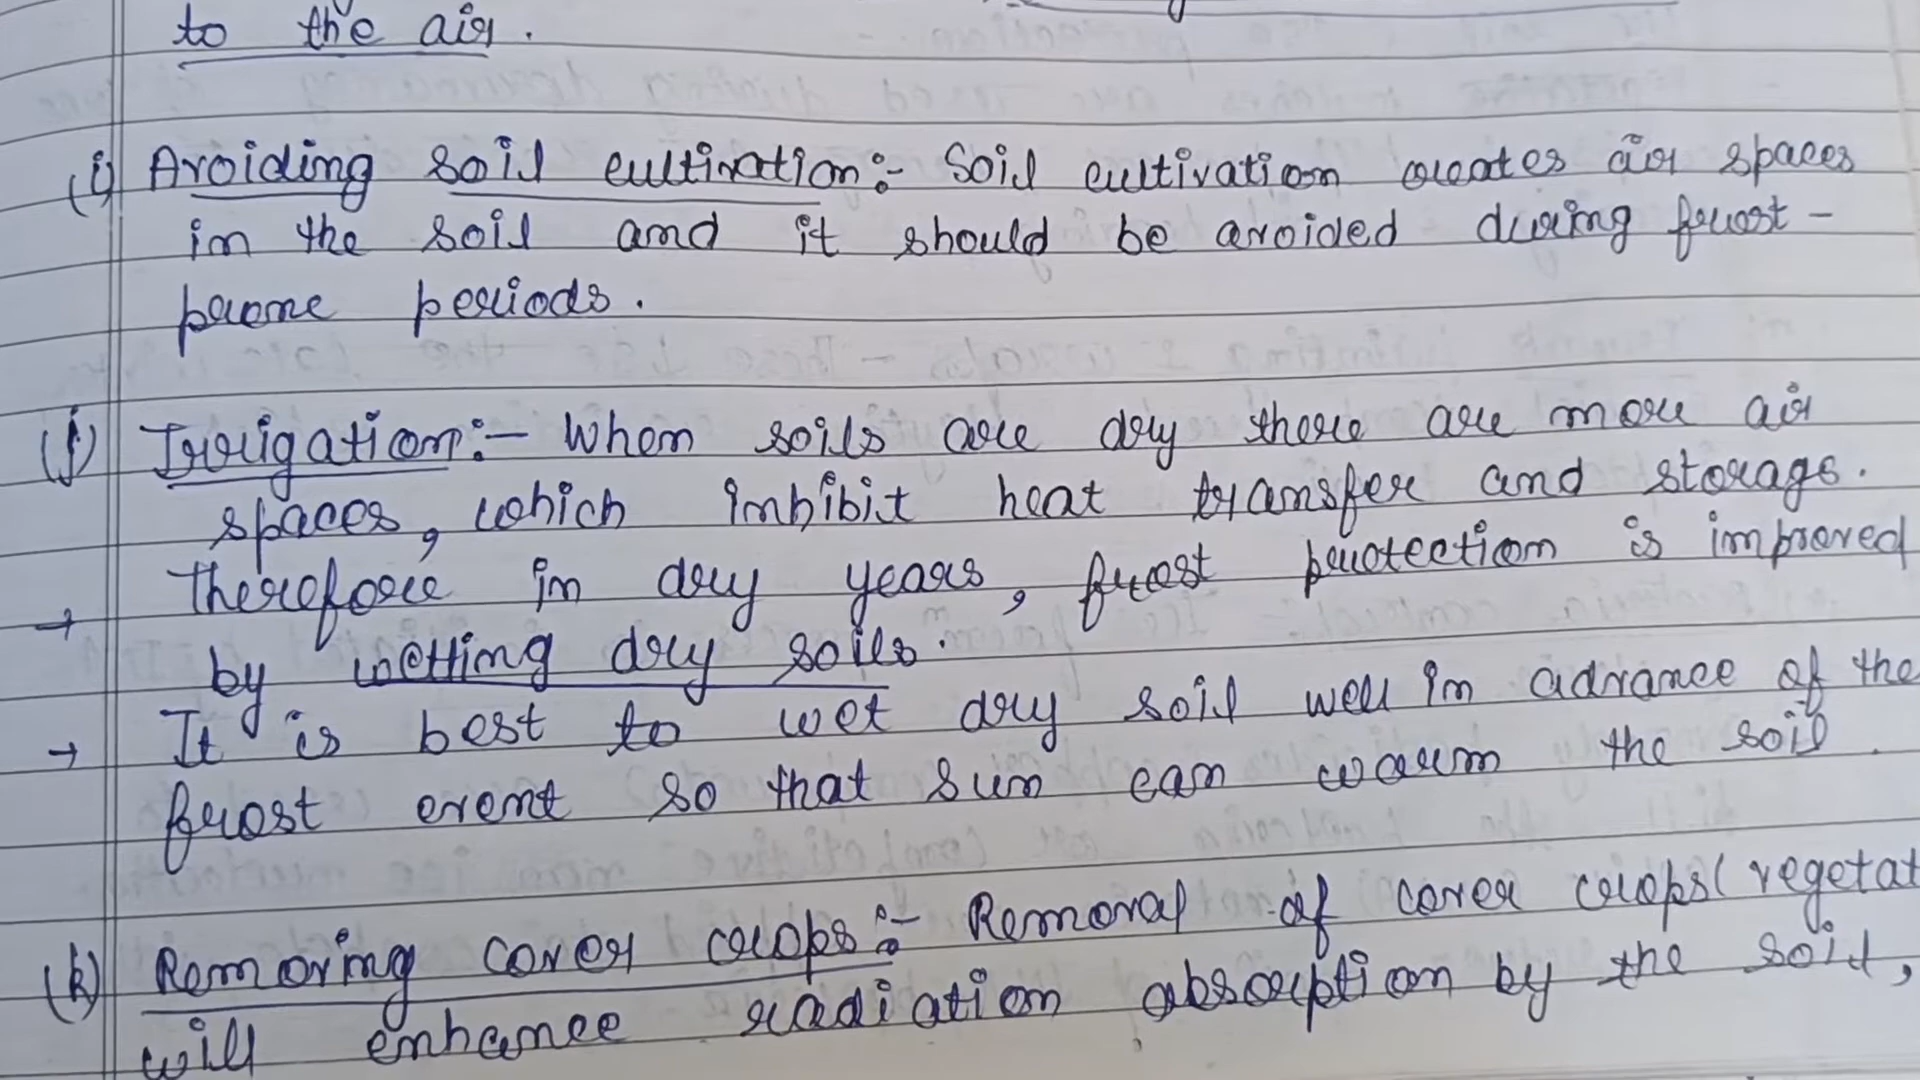 to the air.
(i) Avoiding soil cultivation:- Soil cultivation creates air spaces
in the soil and it should be avoided during frost-
prone periods.
(j) Irrigation:- When soils are dry there are more air
spaces, which inhibit heat transfer and storage.
→ Therefore in dry years, frost protection is improved
by wetting dry soils.
→ It is best to wet dry soil well in advance of the
frost event so that sun can warm the soil.
(k) Removing cover crops:- Removal of cover crops (vegetat
will enhance radiation absorption by the soil,